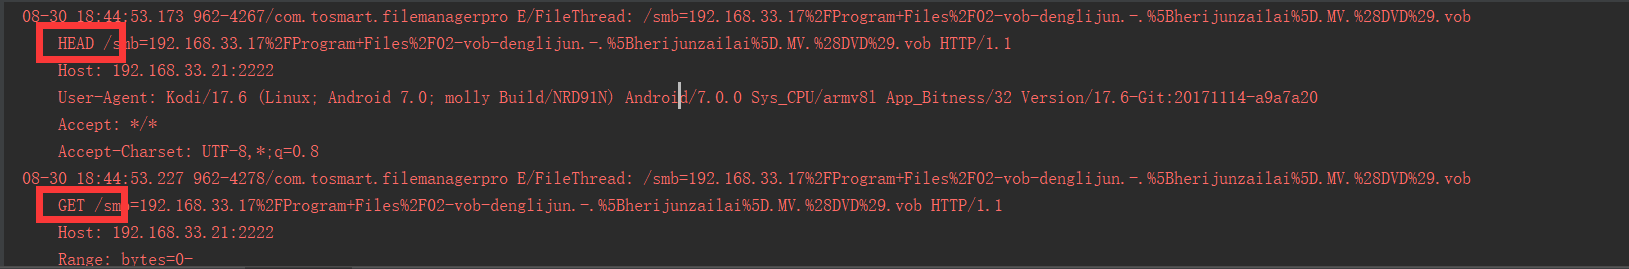 08-30 18:44:53.173 962-4267/com.tosmart.filemanagerpro E/FileThread: /smb=192.168.33.17%2FProgram+Files%2F02-vob-denglijun.-.%5Bherijunzailai%5D.MV.%28DVD%29.vob
HEAD /smb=192.168.33.17%2FProgram+Files%2F02-vob-denglijun.-.%5Bherijunzailai%5D.MV.%28DVD%29.vob HTTP/1.1
Host: 192.168.33.21:2222
User-Agent: Kodi/17.6 (Linux; Android 7.0; molly Build/NRD91N) Android/7.0.0 Sys_CPU/armv8l App_Bitness/32 Version/17.6-Git:20171114-a9a7a20
Accept: */*
Accept-Charset: UTF-8,*;q=0.8
08-30 18:44:53.227 962-4278/com.tosmart.filemanagerpro E/FileThread: /smb=192.168.33.17%2FProgram+Files%2F02-vob-denglijun.-.%5Bherijunzailai%5D.MV.%28DVD%29.vob
GET /smb=192.168.33.17%2FProgram+Files%2F02-vob-denglijun.-.%5Bherijunzailai%5D.MV.%28DVD%29.vob HTTP/1.1
Host: 192.168.33.21:2222
Range: bytes=0-